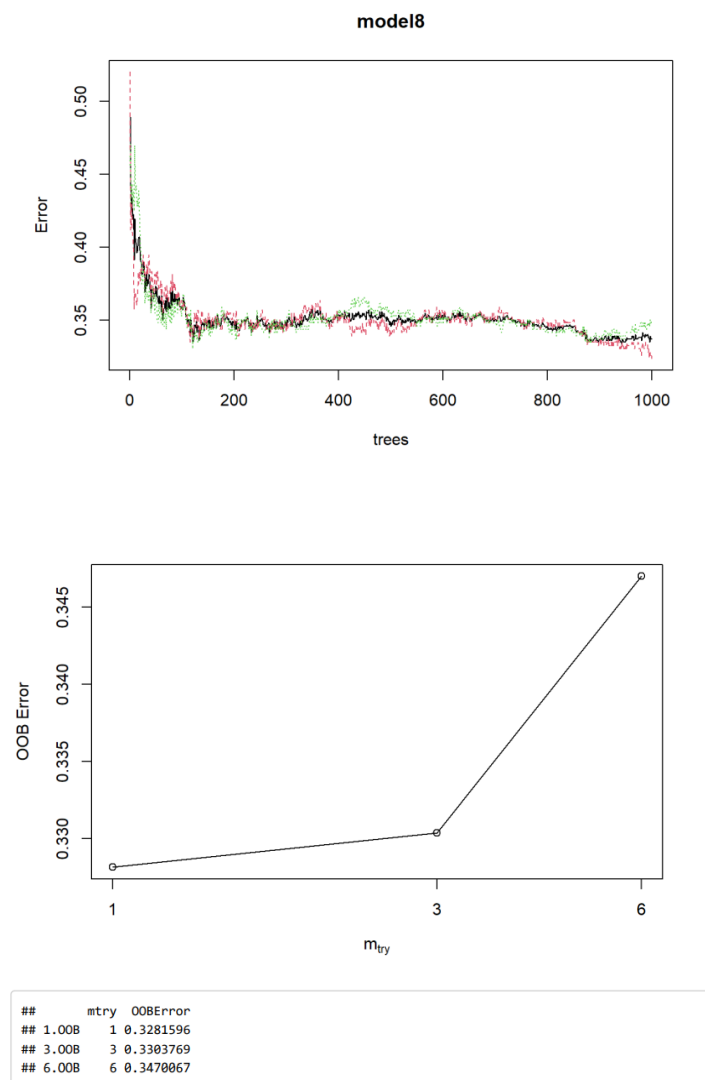 model8
0.50
0.45
0.40
0.35
Error
0 200 400 600 800 1000
trees
0.345
0.340
0.335
0.330
OOB Error
1 3 6
mtry
## mtry OOBError
## 1.OOB 1 0.3281596
## 3.OOB 3 0.3303769
## 6.OOB 6 0.3470067